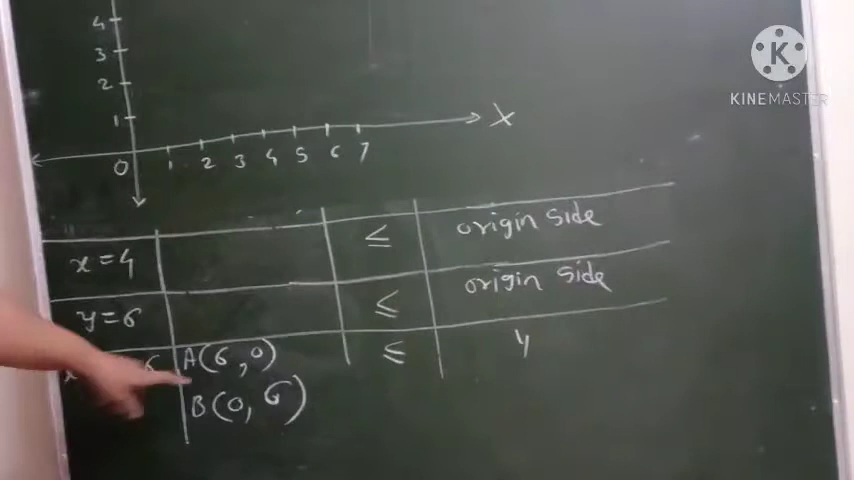 4
3
2
1
X
0 1 2 3 4 5 6 7
x = 4 ≤ origin side
y = 6 ≤ origin side
6 A(6, 0) ≤ "
B(0, 6)
K
KINEMASTER